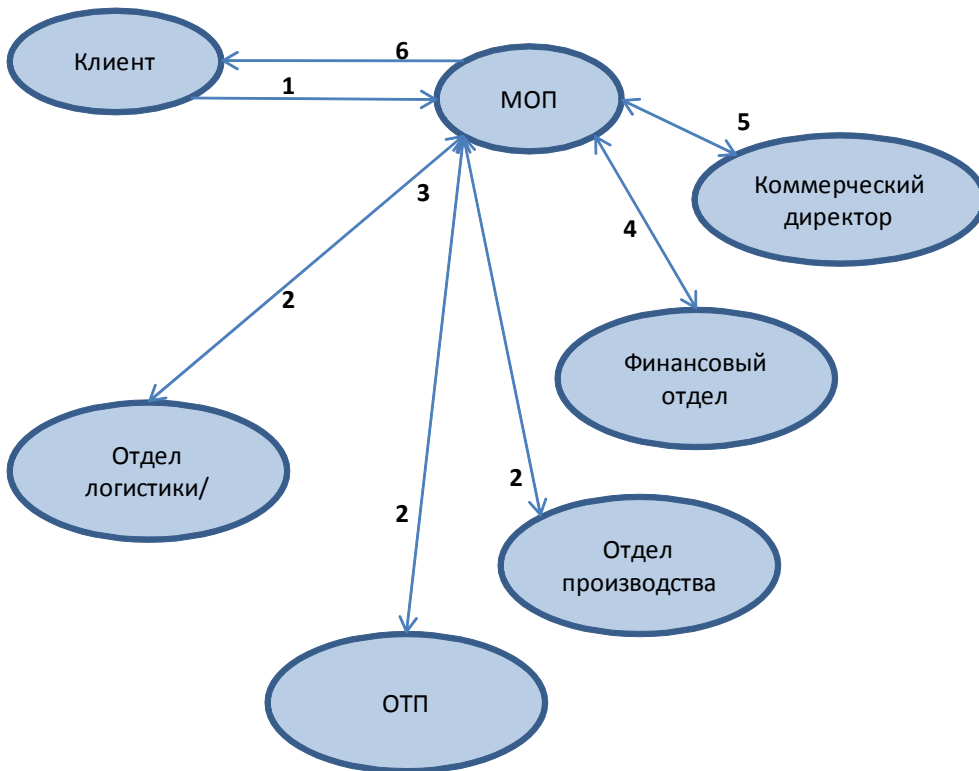 Клиент
6
1
МОП
5
Коммерческий
директор
3
4
2
Финансовый
отдел
Отдел
логистики/
2
2
Отдел
производства
ОТП